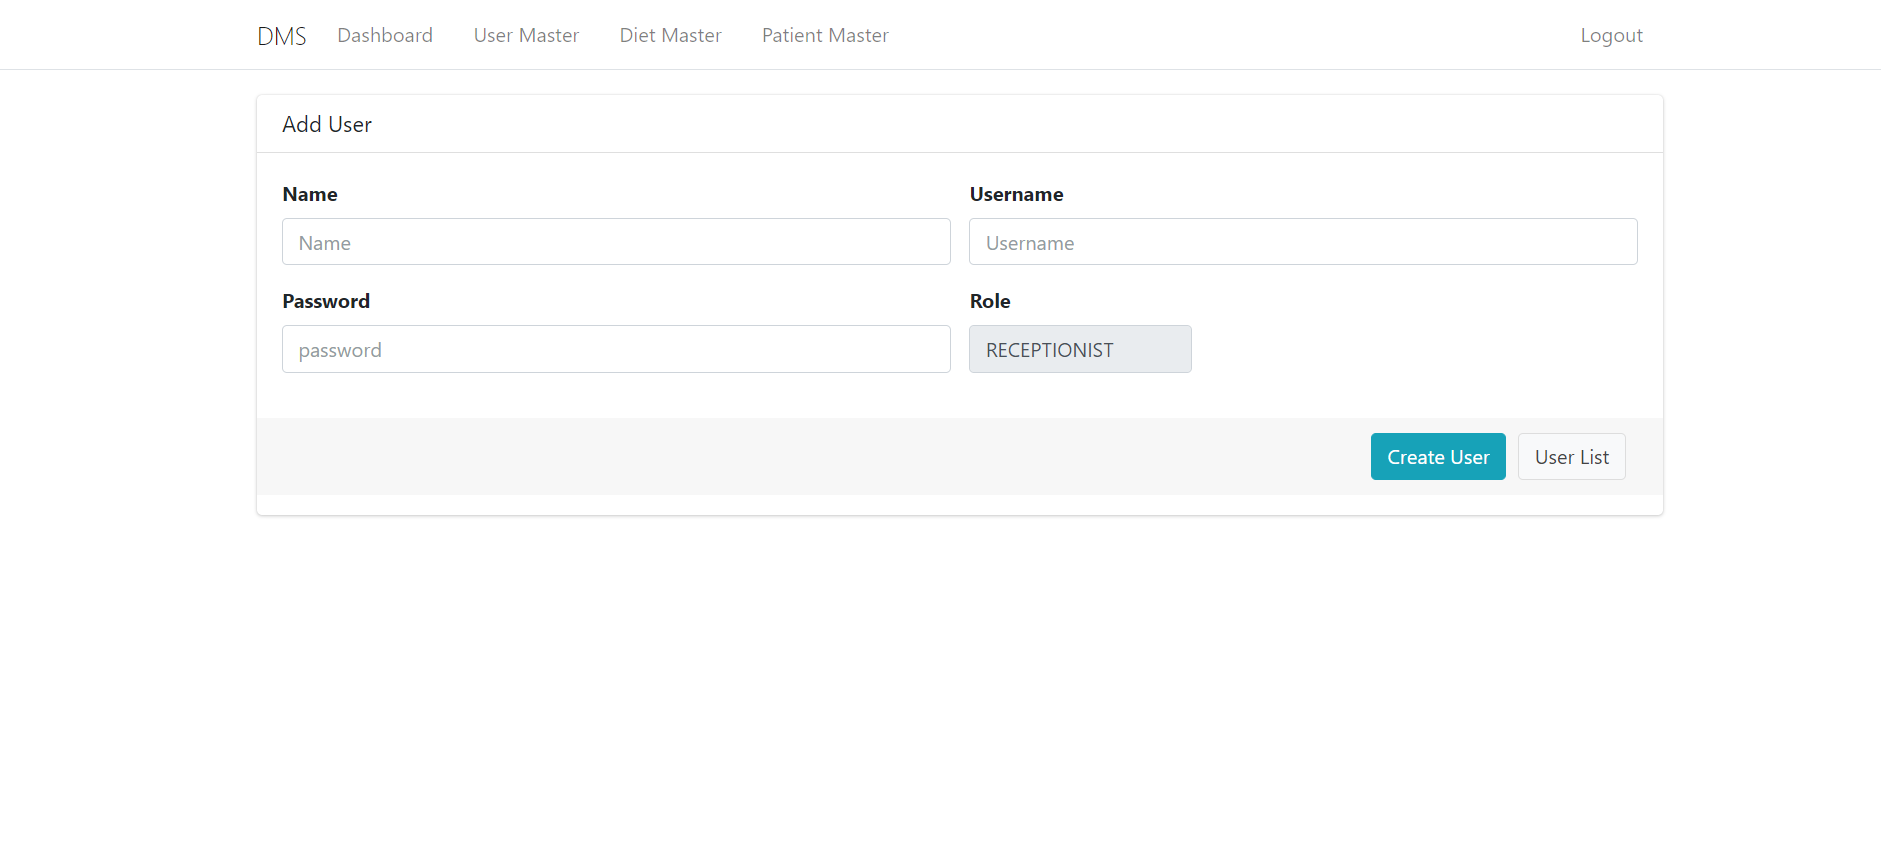 DMS Dashboard User Master Diet Master Patient Master Logout
Add User
Name Username
Name Username
Password Role
password RECEPTIONIST
Create User User List